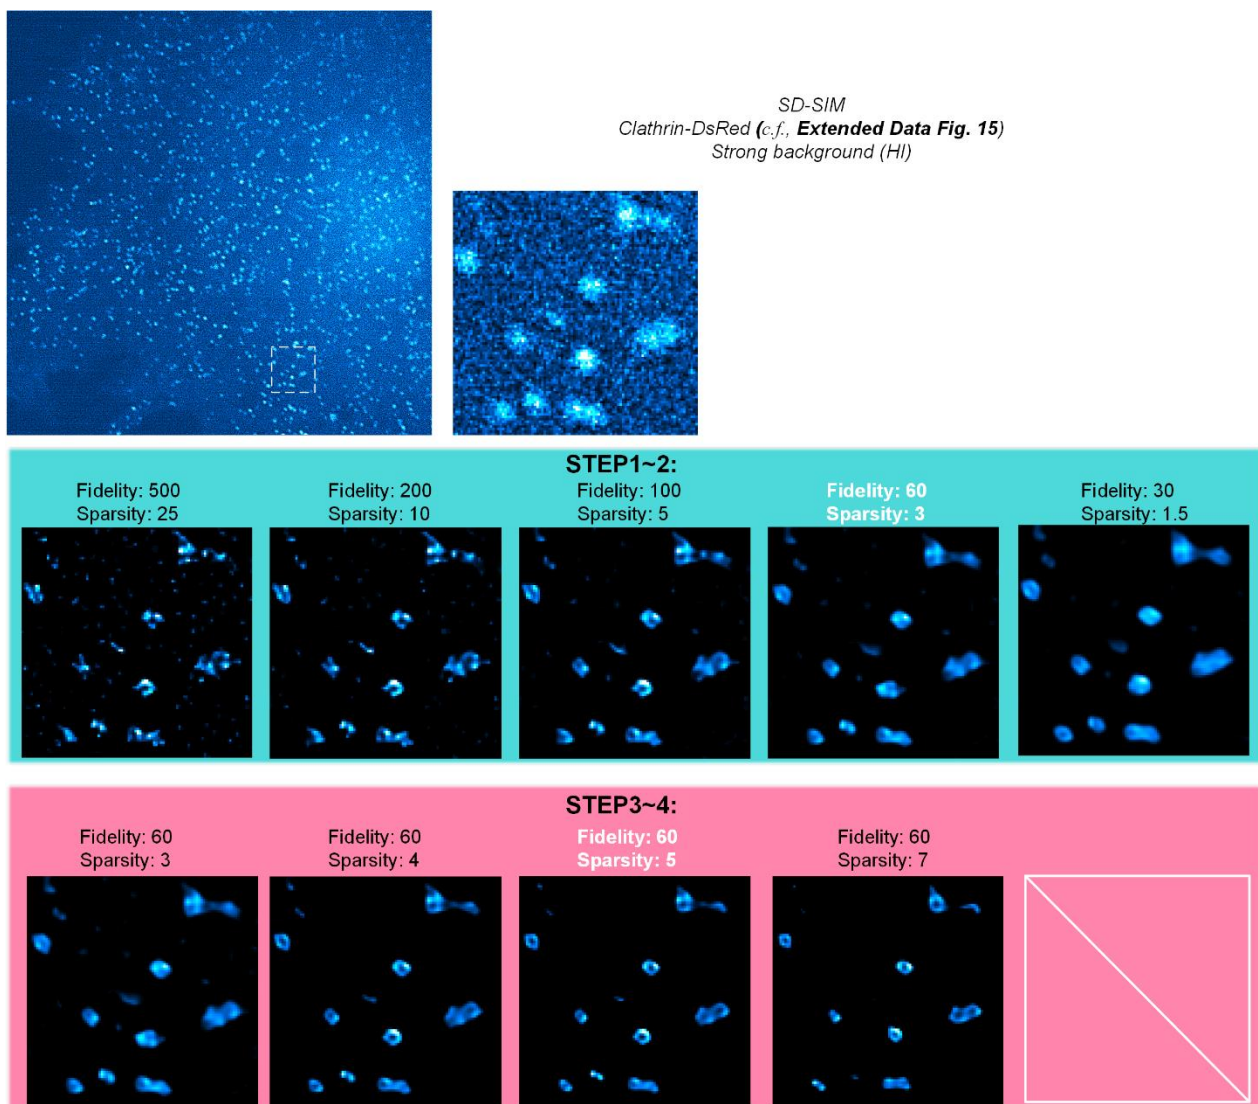 SD-SIM
Clathrin-DsRed (c.f., Extended Data Fig. 15)
Strong background (HI)
STEP1~2:
Fidelity: 500
Sparsity: 25
Fidelity: 200
Sparsity: 10
Fidelity: 100
Sparsity: 5
Fidelity: 60
Sparsity: 3
Fidelity: 30
Sparsity: 1.5
STEP3~4:
Fidelity: 60
Sparsity: 3
Fidelity: 60
Sparsity: 4
Fidelity: 60
Sparsity: 5
Fidelity: 60
Sparsity: 7